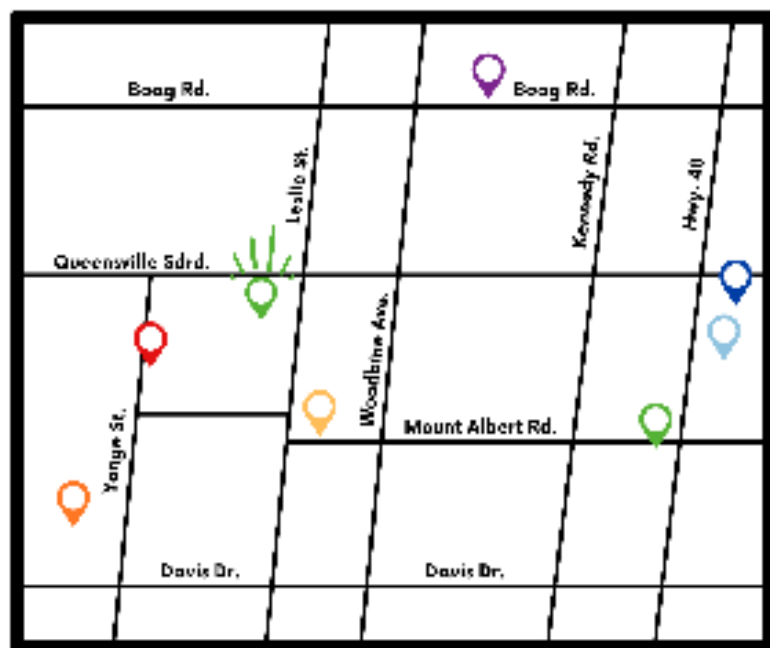 Boag Rd.
Boag Rd.
Leslie St.
Kennedy Rd.
Hwy. 40
Queensville Sdrd.
Woodbine Ave.
Yonge St.
Mount Albert Rd.
Davis Dr.
Davis Dr.